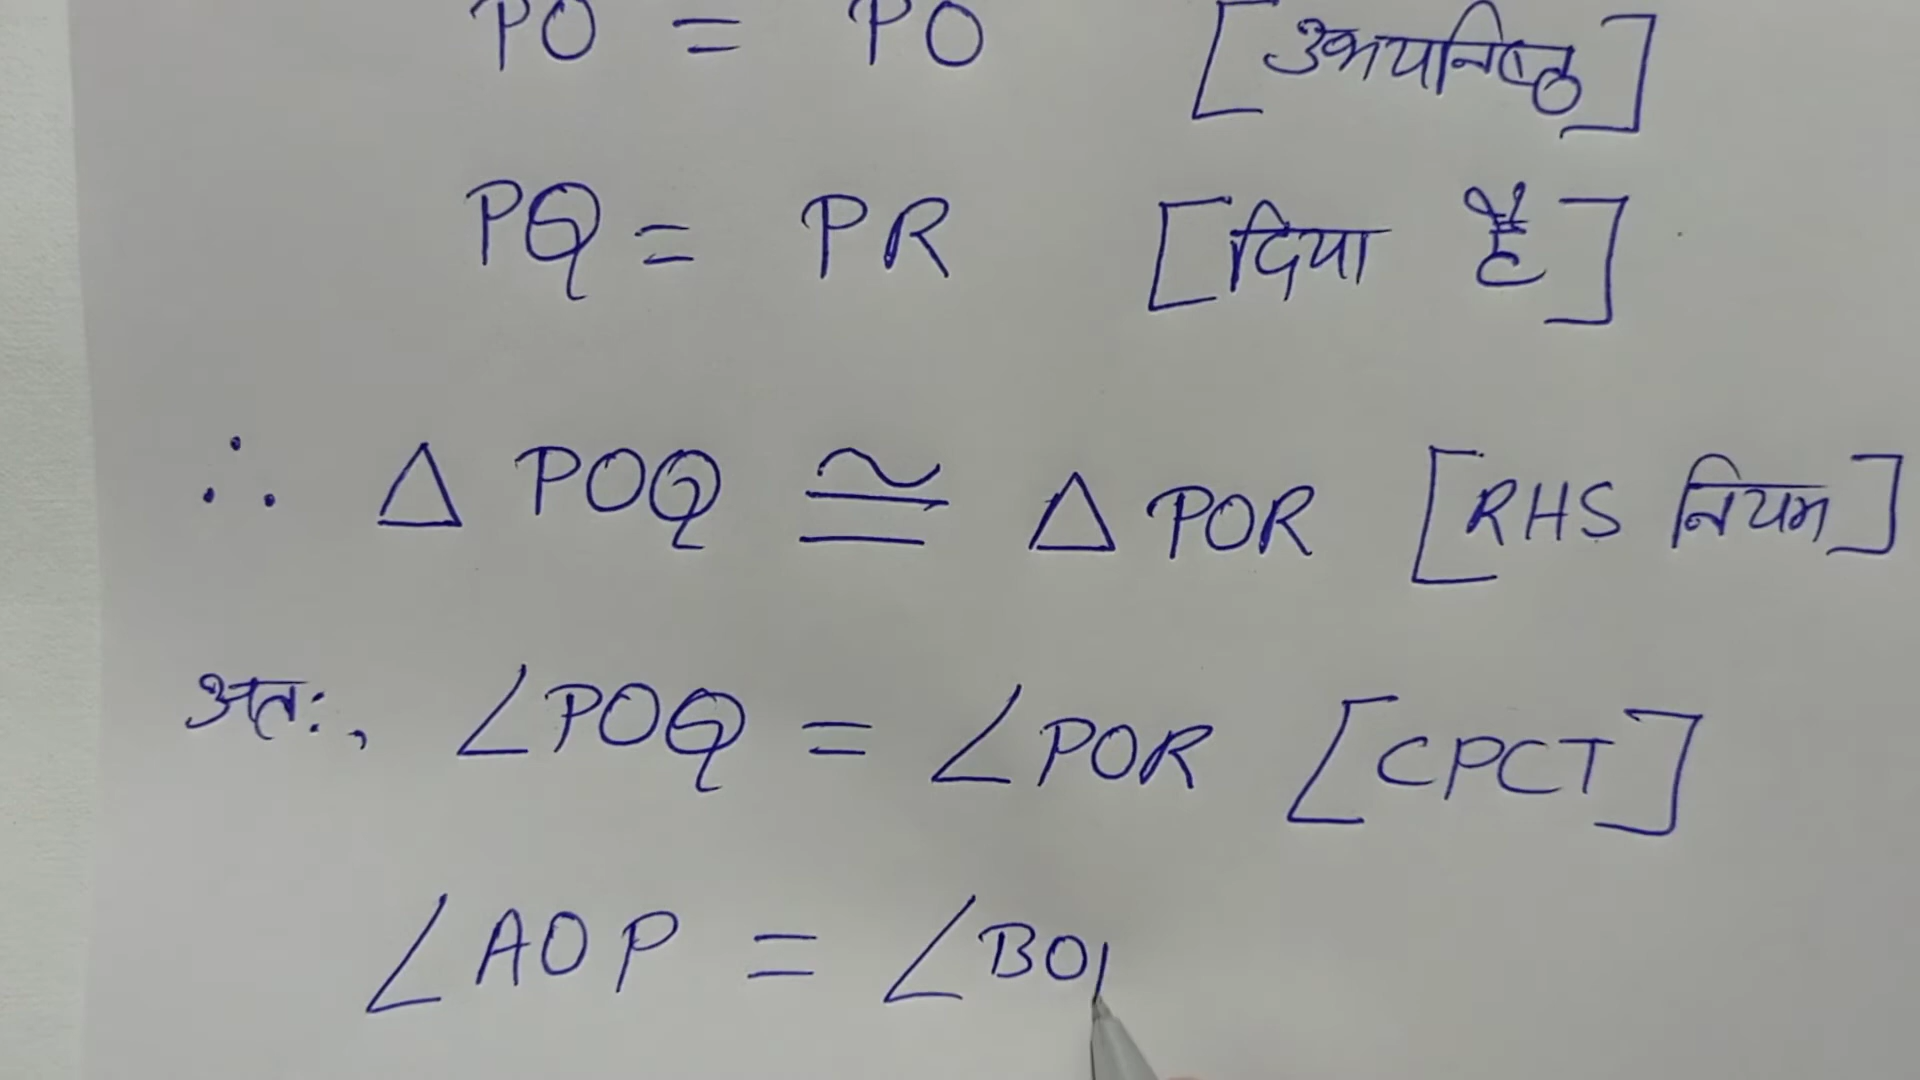 PO = PO [उभयनिष्ठ]
PQ = PR [दिया है]
∴ △ POQ ≅ △ POR [RHS नियम]
अतः, ∠POQ = ∠POR [CPCT]
∠AOP = ∠BO